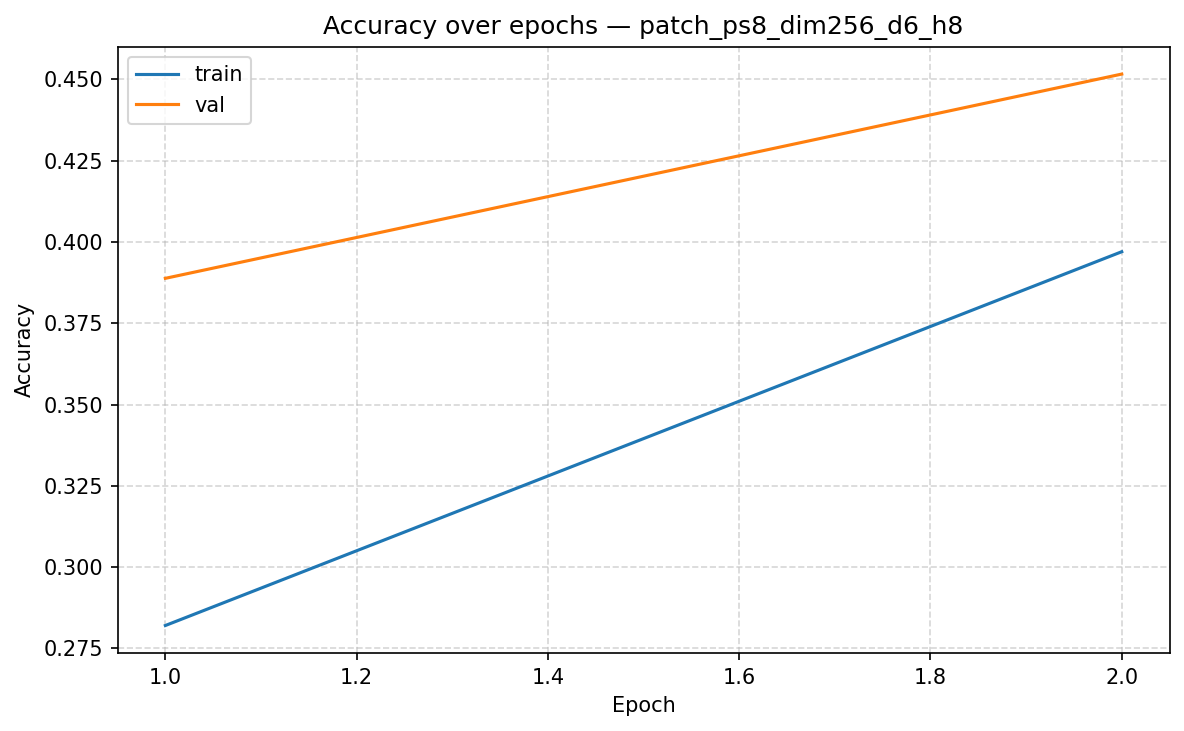 Accuracy over epochs — patch_ps8_dim256_d6_h8
train
val
Accuracy
0.450
0.425
0.400
0.375
0.350
0.325
0.300
0.275
1.0 1.2 1.4 1.6 1.8 2.0
Epoch